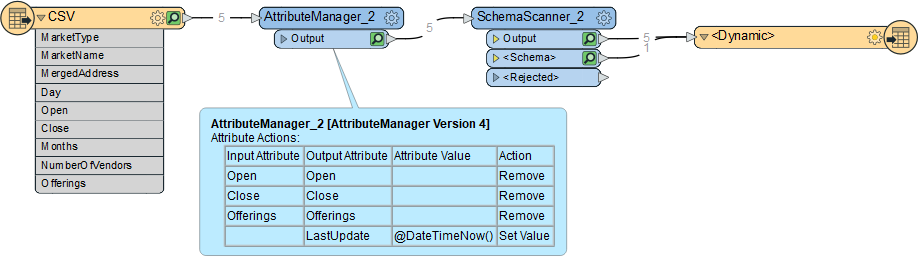 CSV
MarketType
MarketName
MergedAddress
Day
Open
Close
Months
NumberOfVendors
Offerings
5
AttributeManager_2
Output
5
SchemaScanner_2
Output
<Schema>
<Rejected>
5
1
<Dynamic>
AttributeManager_2 [AttributeManager Version 4]
Attribute Actions:
Input Attribute Output Attribute Attribute Value Action
Open Open Remove
Close Close Remove
Offerings Offerings Remove
LastUpdate @DateTimeNow() Set Value